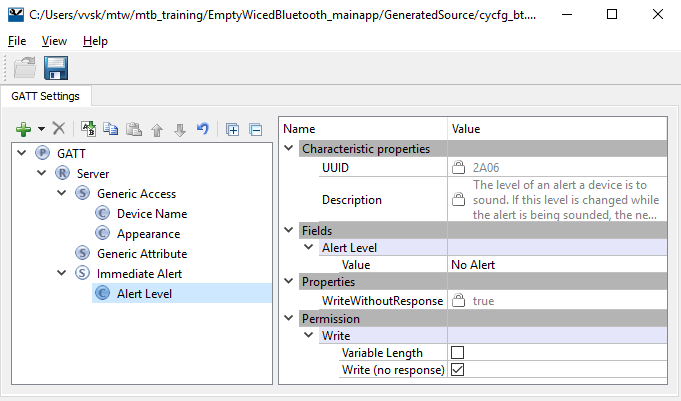 C:/Users/vvsk/mtw/mtb_training/EmptyWicedBluetooth_mainapp/GeneratedSource/cycfg_bt....
File View Help
GATT Settings
P GATT
R Server
S Generic Access
C Device Name
C Appearance
S Generic Attribute
S Immediate Alert
C Alert Level
Name Value
Characteristic properties
UUID 2A06
Description The level of an alert a device is to
sound. If this level is changed while
the alert is being sounded, the ne...
Fields
Alert Level
Value No Alert
Properties
WriteWithoutResponse true
Permission
Write
Variable Length
Write (no response)